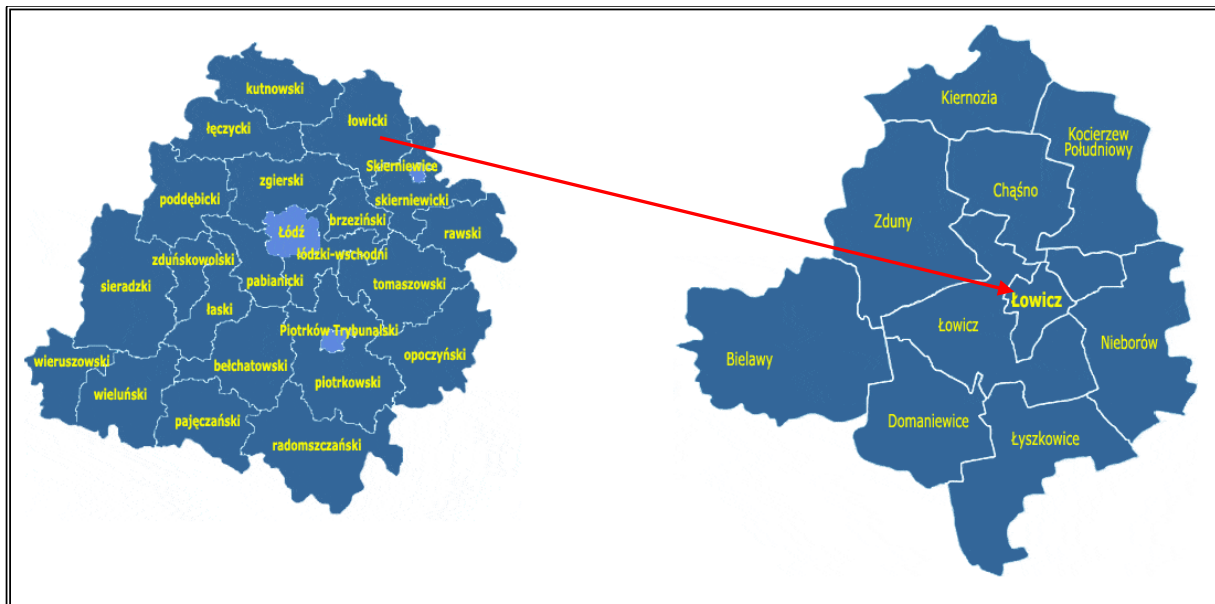 kutnowski
łęczycki
łowicki
Skierniewice
zgierski
poddębicki
skierniewicki
brzeziński
Łódź
rawski
łódzki-wschodni
zduńskowolski
sieradzki
pabianicki
tomaszowski
łaski
Piotrków Trybunalski
opoczyński
wieruszowski
bełchatowski
piotrkowski
wieluński
pajęczański
radomszczański
Kiernozia
Kocierzew
Południowy
Chąśno
Zduny
Łowicz
Łowicz
Nieborów
Bielawy
Domaniewice
Łyszkowice